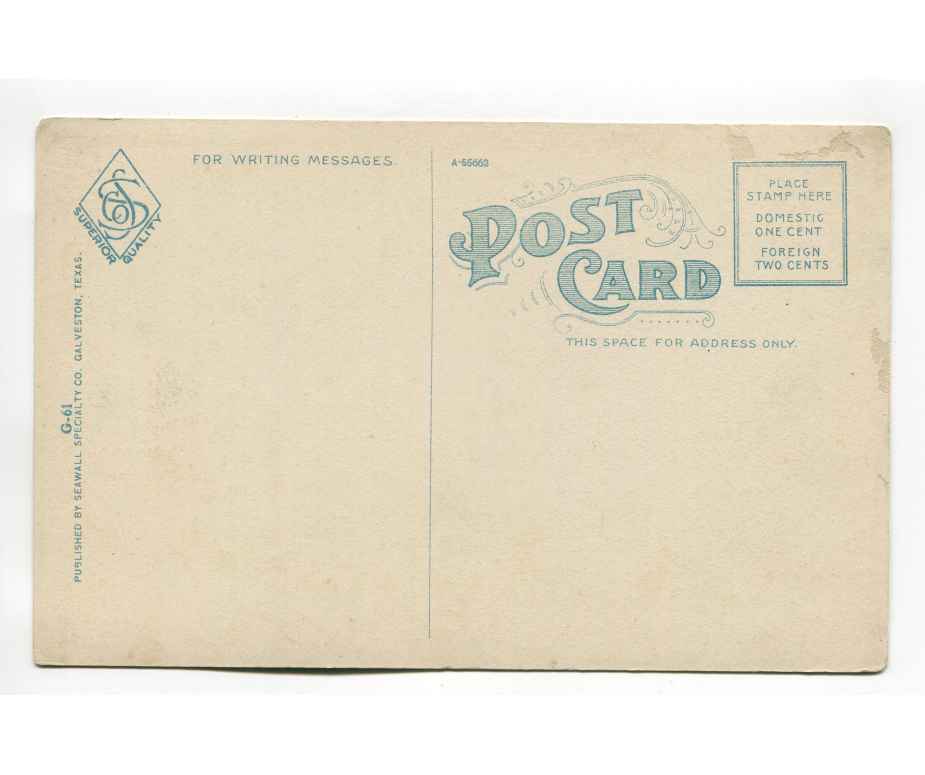 FOR WRITING MESSAGES.
SUPERIOR QUALITY
G-61
PUBLISHED BY SEAWALL SPECIALTY CO. GALVESTON, TEXAS.
A-55662
POST
CARD
PLACE
STAMP HERE
DOMESTIC
ONE CENT
FOREIGN
TWO CENTS
THIS SPACE FOR ADDRESS ONLY.